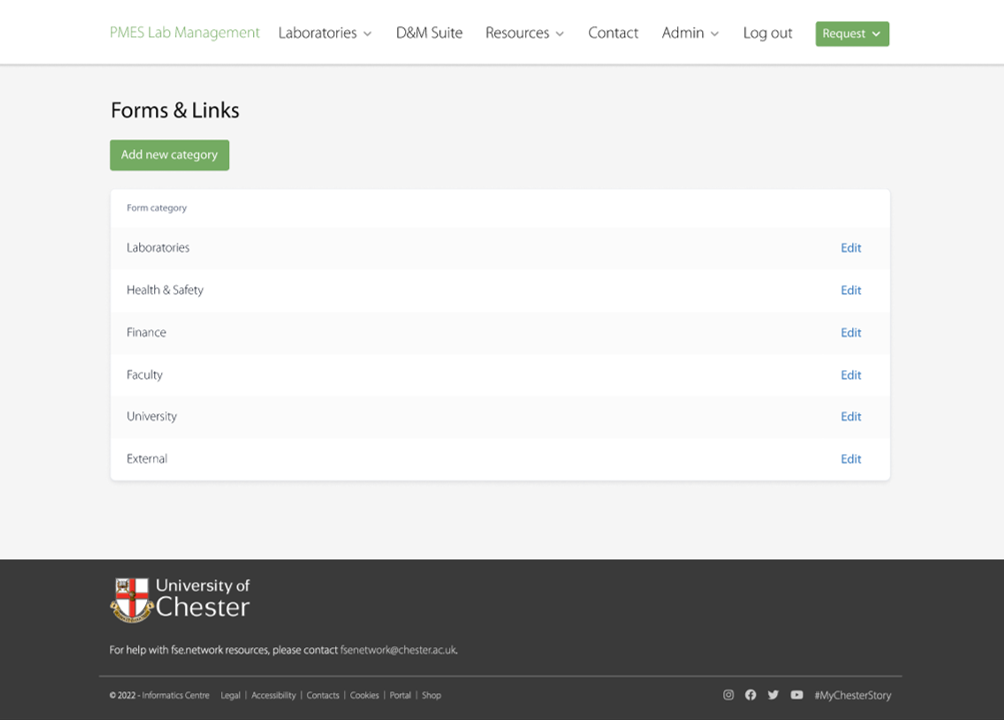 PMES Lab Management Laboratories D&M Suite Resources Contact Admin Log out Request
Forms & Links
Add new category
Form category
Laboratories Edit
Health & Safety Edit
Finance Edit
Faculty Edit
University Edit
External Edit
University of
Chester
For help with fse.network resources, please contact fsenetwork@chester.ac.uk.
© 2022 - Informatics Centre Legal | Accessibility | Contacts | Cookies | Portal | Shop #MyChesterStory